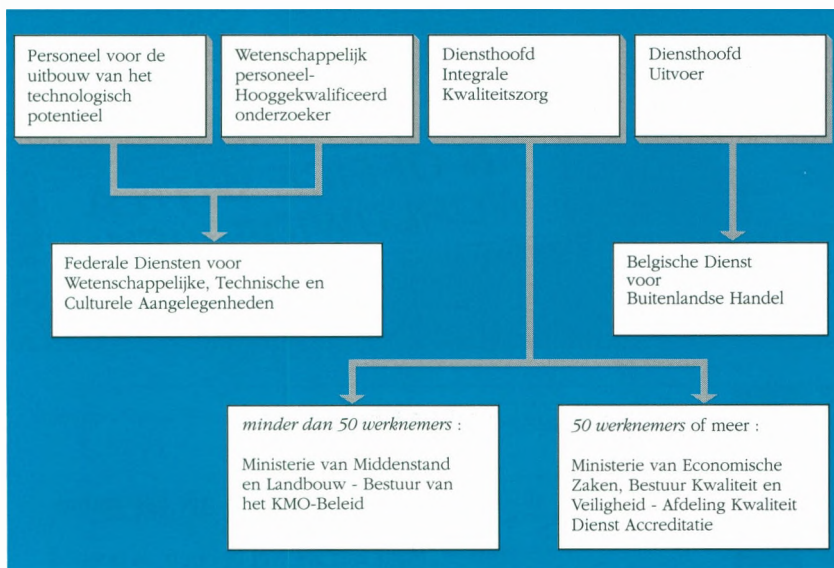 Personeel voor de
uitbouw van het
technologisch
potentieel
Wetenschappelijk
personeel-
Hooggekwalificeerd
onderzoeker
Diensthoofd
Integrale
Kwaliteitszorg
Diensthoofd
Uitvoer
Federale Diensten voor
Wetenschappelijke, Technische en
Culturele Aangelegenheden
Belgische Dienst
voor
Buitenlandse Handel
minder dan 50 werknemers :
Ministerie van Middenstand
en Landbouw - Bestuur van
het KMO-Beleid
50 werknemers of meer :
Ministerie van Economische
Zaken, Bestuur Kwaliteit en
Veiligheid - Afdeling Kwaliteit
Dienst Accreditatie